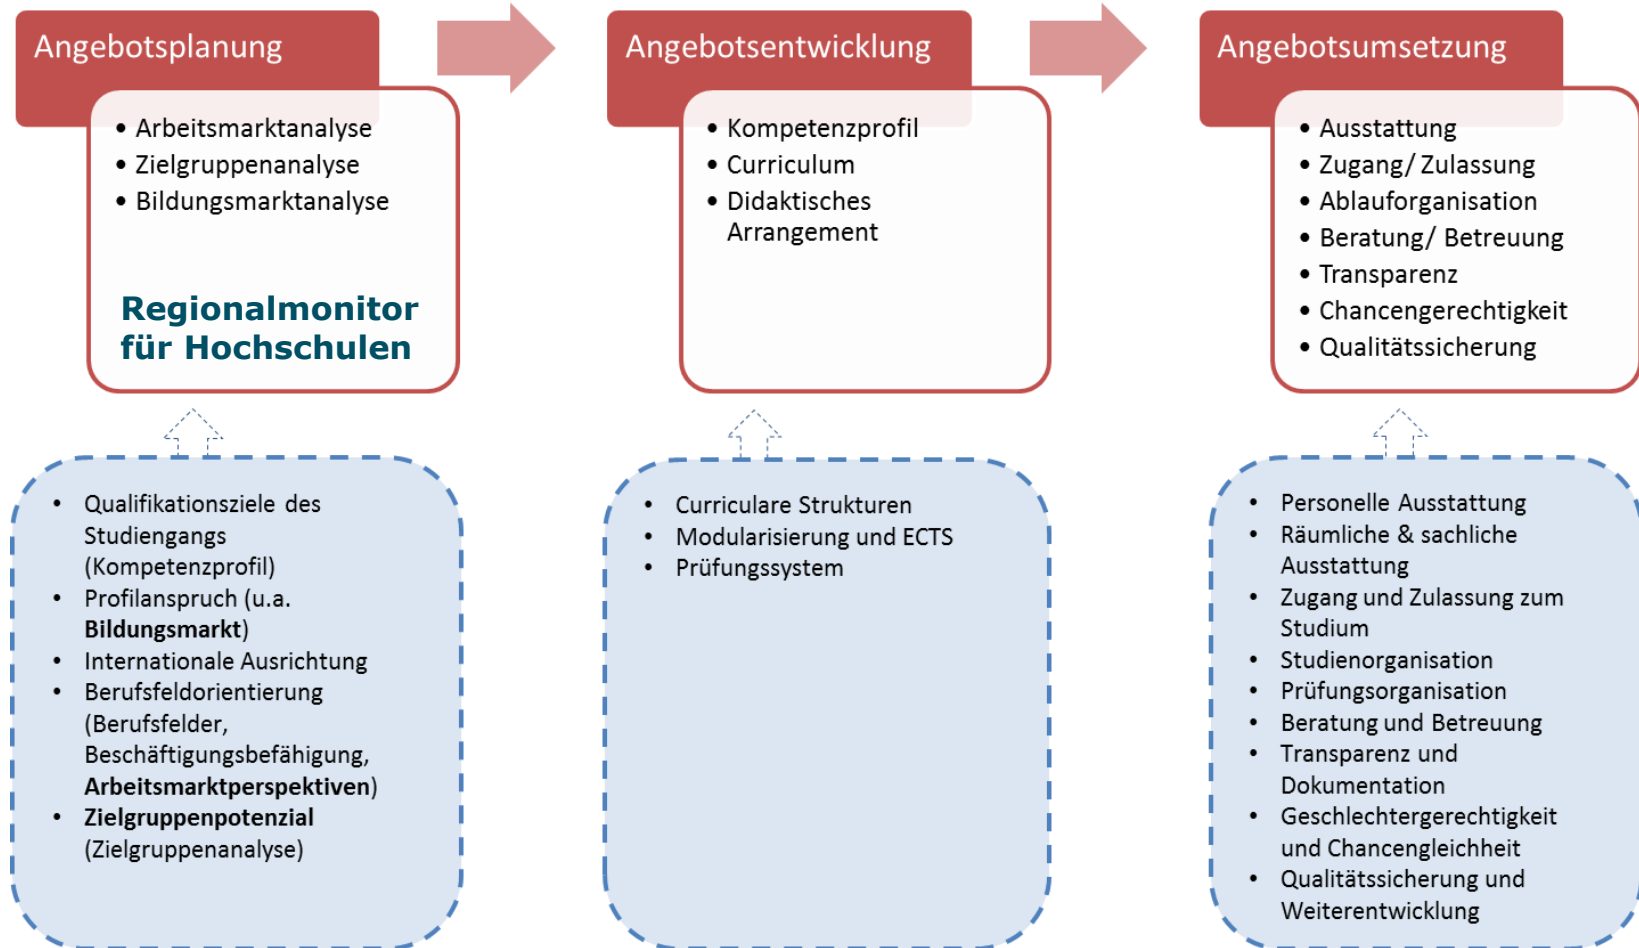 Angebotsplanung
• Arbeitsmarktanalyse
• Zielgruppenanalyse
• Bildungsmarktanalyse
Regionalmonitor
für Hochschulen
Angebotsentwicklung
• Kompetenzprofil
• Curriculum
• Didaktisches
Arrangement
Angebotsumsetzung
• Ausstattung
• Zugang/ Zulassung
• Ablauforganisation
• Beratung/ Betreuung
• Transparenz
• Chancengerechtigkeit
• Qualitätssicherung
• Qualifikationsziele des
Studiengangs
(Kompetenzprofil)
• Profilanspruch (u.a.
Bildungsmarkt)
• Internationale Ausrichtung
• Berufsfeldorientierung
(Berufsfelder,
Beschäftigungsbefähigung,
Arbeitsmarktperspektiven)
• Zielgruppenpotenzial
(Zielgruppenanalyse)
• Curriculare Strukturen
• Modularisierung und ECTS
• Prüfungssystem
• Personelle Ausstattung
• Räumliche & sachliche
Ausstattung
• Zugang und Zulassung zum
Studium
• Studienorganisation
• Prüfungsorganisation
• Beratung und Betreuung
• Transparenz und
Dokumentation
• Geschlechtergerechtigkeit
und Chancengleichheit
• Qualitätssicherung und
Weiterentwicklung